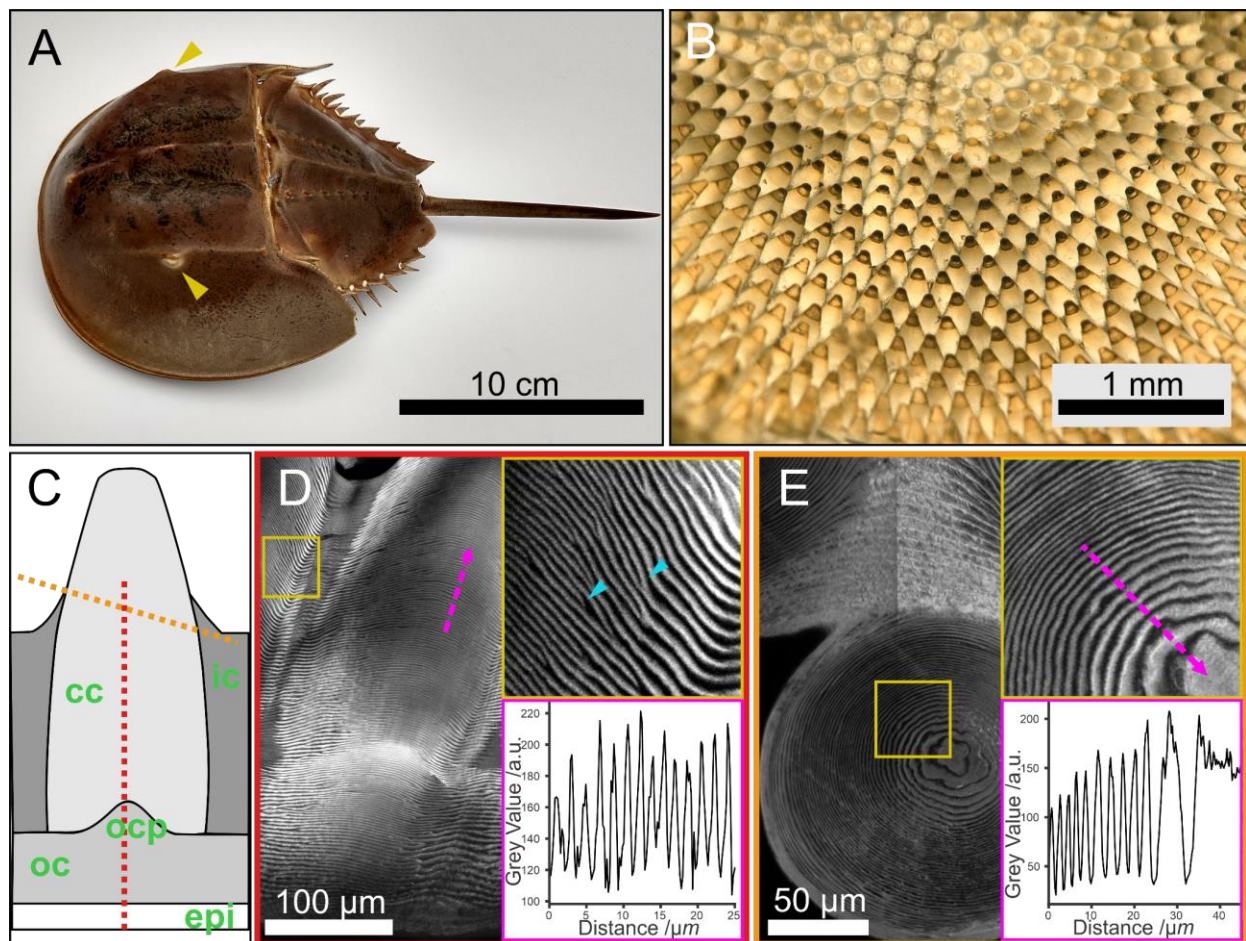 A
10 cm
B
1 mm
C
cc
ic
ocp
oc
epi
D
100 µm
Grey Value /a.u.
220
200
180
160
140
120
100
0 5 10 15 20 25
Distance /µm
E
50 µm
Grey Value /a.u.
200
150
100
50
0 10 20 30 40
Distance /µm